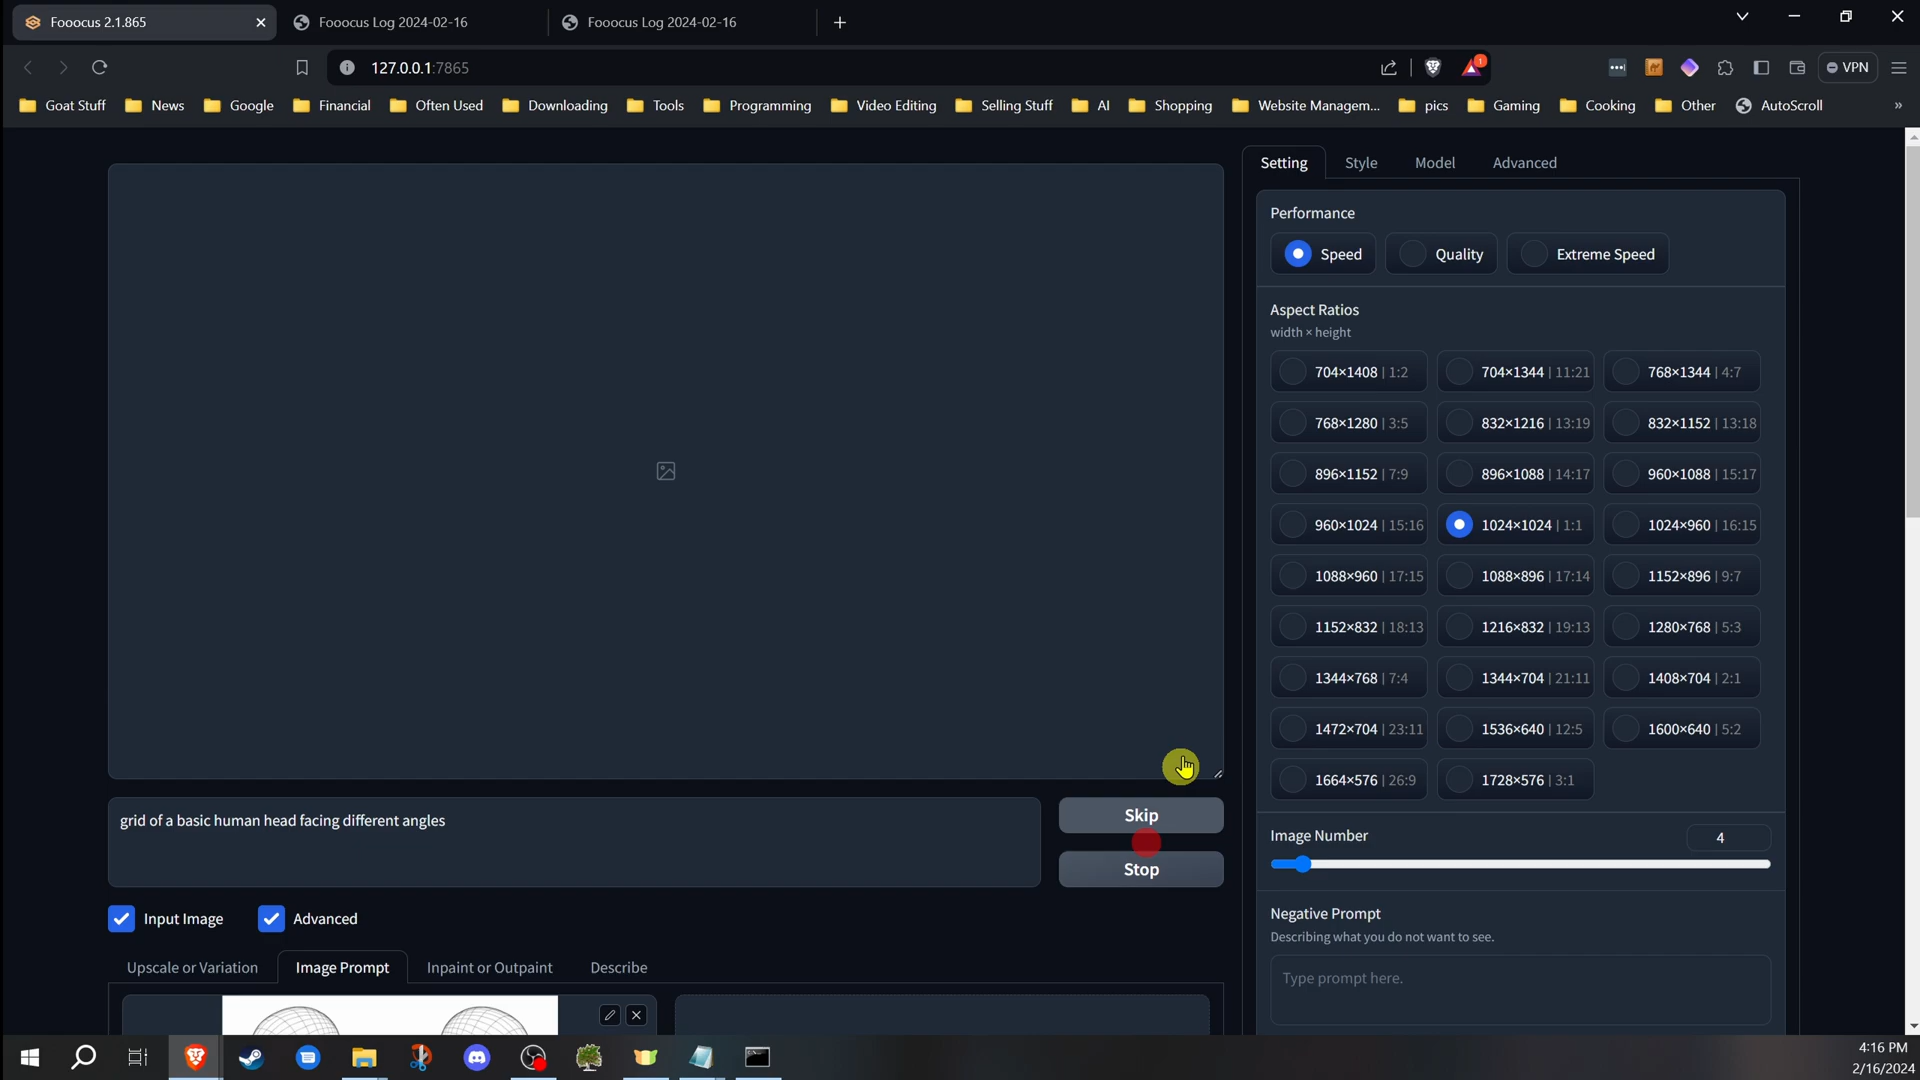 Fooocus 2.1.865
Fooocus Log 2024-02-16
Fooocus Log 2024-02-16
127.0.0.1:7865
1
VPN
Goat Stuff
News
Google
Financial
Often Used
Downloading
Tools
Programming
Video Editing
Selling Stuff
AI
Shopping
Website Managem...
pics
Gaming
Cooking
Other
AutoScroll
»
Setting
Style
Model
Advanced
Performance
Speed
Quality
Extreme Speed
Aspect Ratios
width × height
704×1408 | 1:2
704×1344 | 11:21
768×1344 | 4:7
768×1280 | 3:5
832×1216 | 13:19
832×1152 | 13:18
896×1152 | 7:9
896×1088 | 14:17
960×1088 | 15:17
960×1024 | 15:16
1024×1024 | 1:1
1024×960 | 16:15
1088×960 | 17:15
1088×896 | 17:14
1152×896 | 9:7
1152×832 | 18:13
1216×832 | 19:13
1280×768 | 5:3
1344×768 | 7:4
1344×704 | 21:11
1408×704 | 2:1
1472×704 | 23:11
1536×640 | 12:5
1600×640 | 5:2
1664×576 | 26:9
1728×576 | 3:1
grid of a basic human head facing different angles
Skip
Stop
Image Number
4
Input Image
Advanced
Negative Prompt
Describing what you do not want to see.
Type prompt here.
Upscale or Variation
Image Prompt
Inpaint or Outpaint
Describe
4:16 PM
2/16/2024